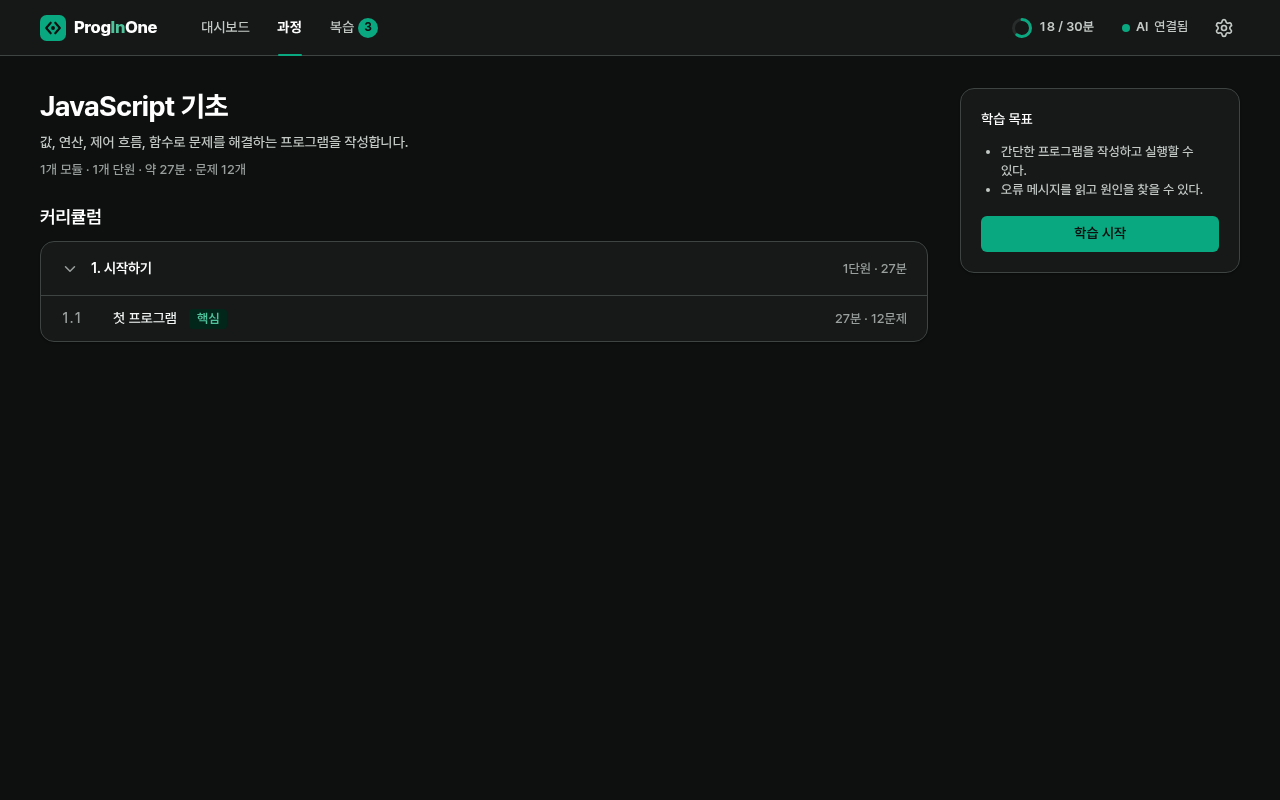 ProgInOne 대시보드 과정 복습 3 18 / 30분 AI 연결됨
JavaScript 기초
값, 연산, 제어 흐름, 함수로 문제를 해결하는 프로그램을 작성합니다.
1개 모듈 · 1개 단원 · 약 27분 · 문제 12개
커리큘럼
1. 시작하기 1단원 · 27분
1.1 첫 프로그램 핵심 27분 · 12문제
학습 목표
• 간단한 프로그램을 작성하고 실행할 수
있다.
• 오류 메시지를 읽고 원인을 찾을 수 있다.
학습 시작